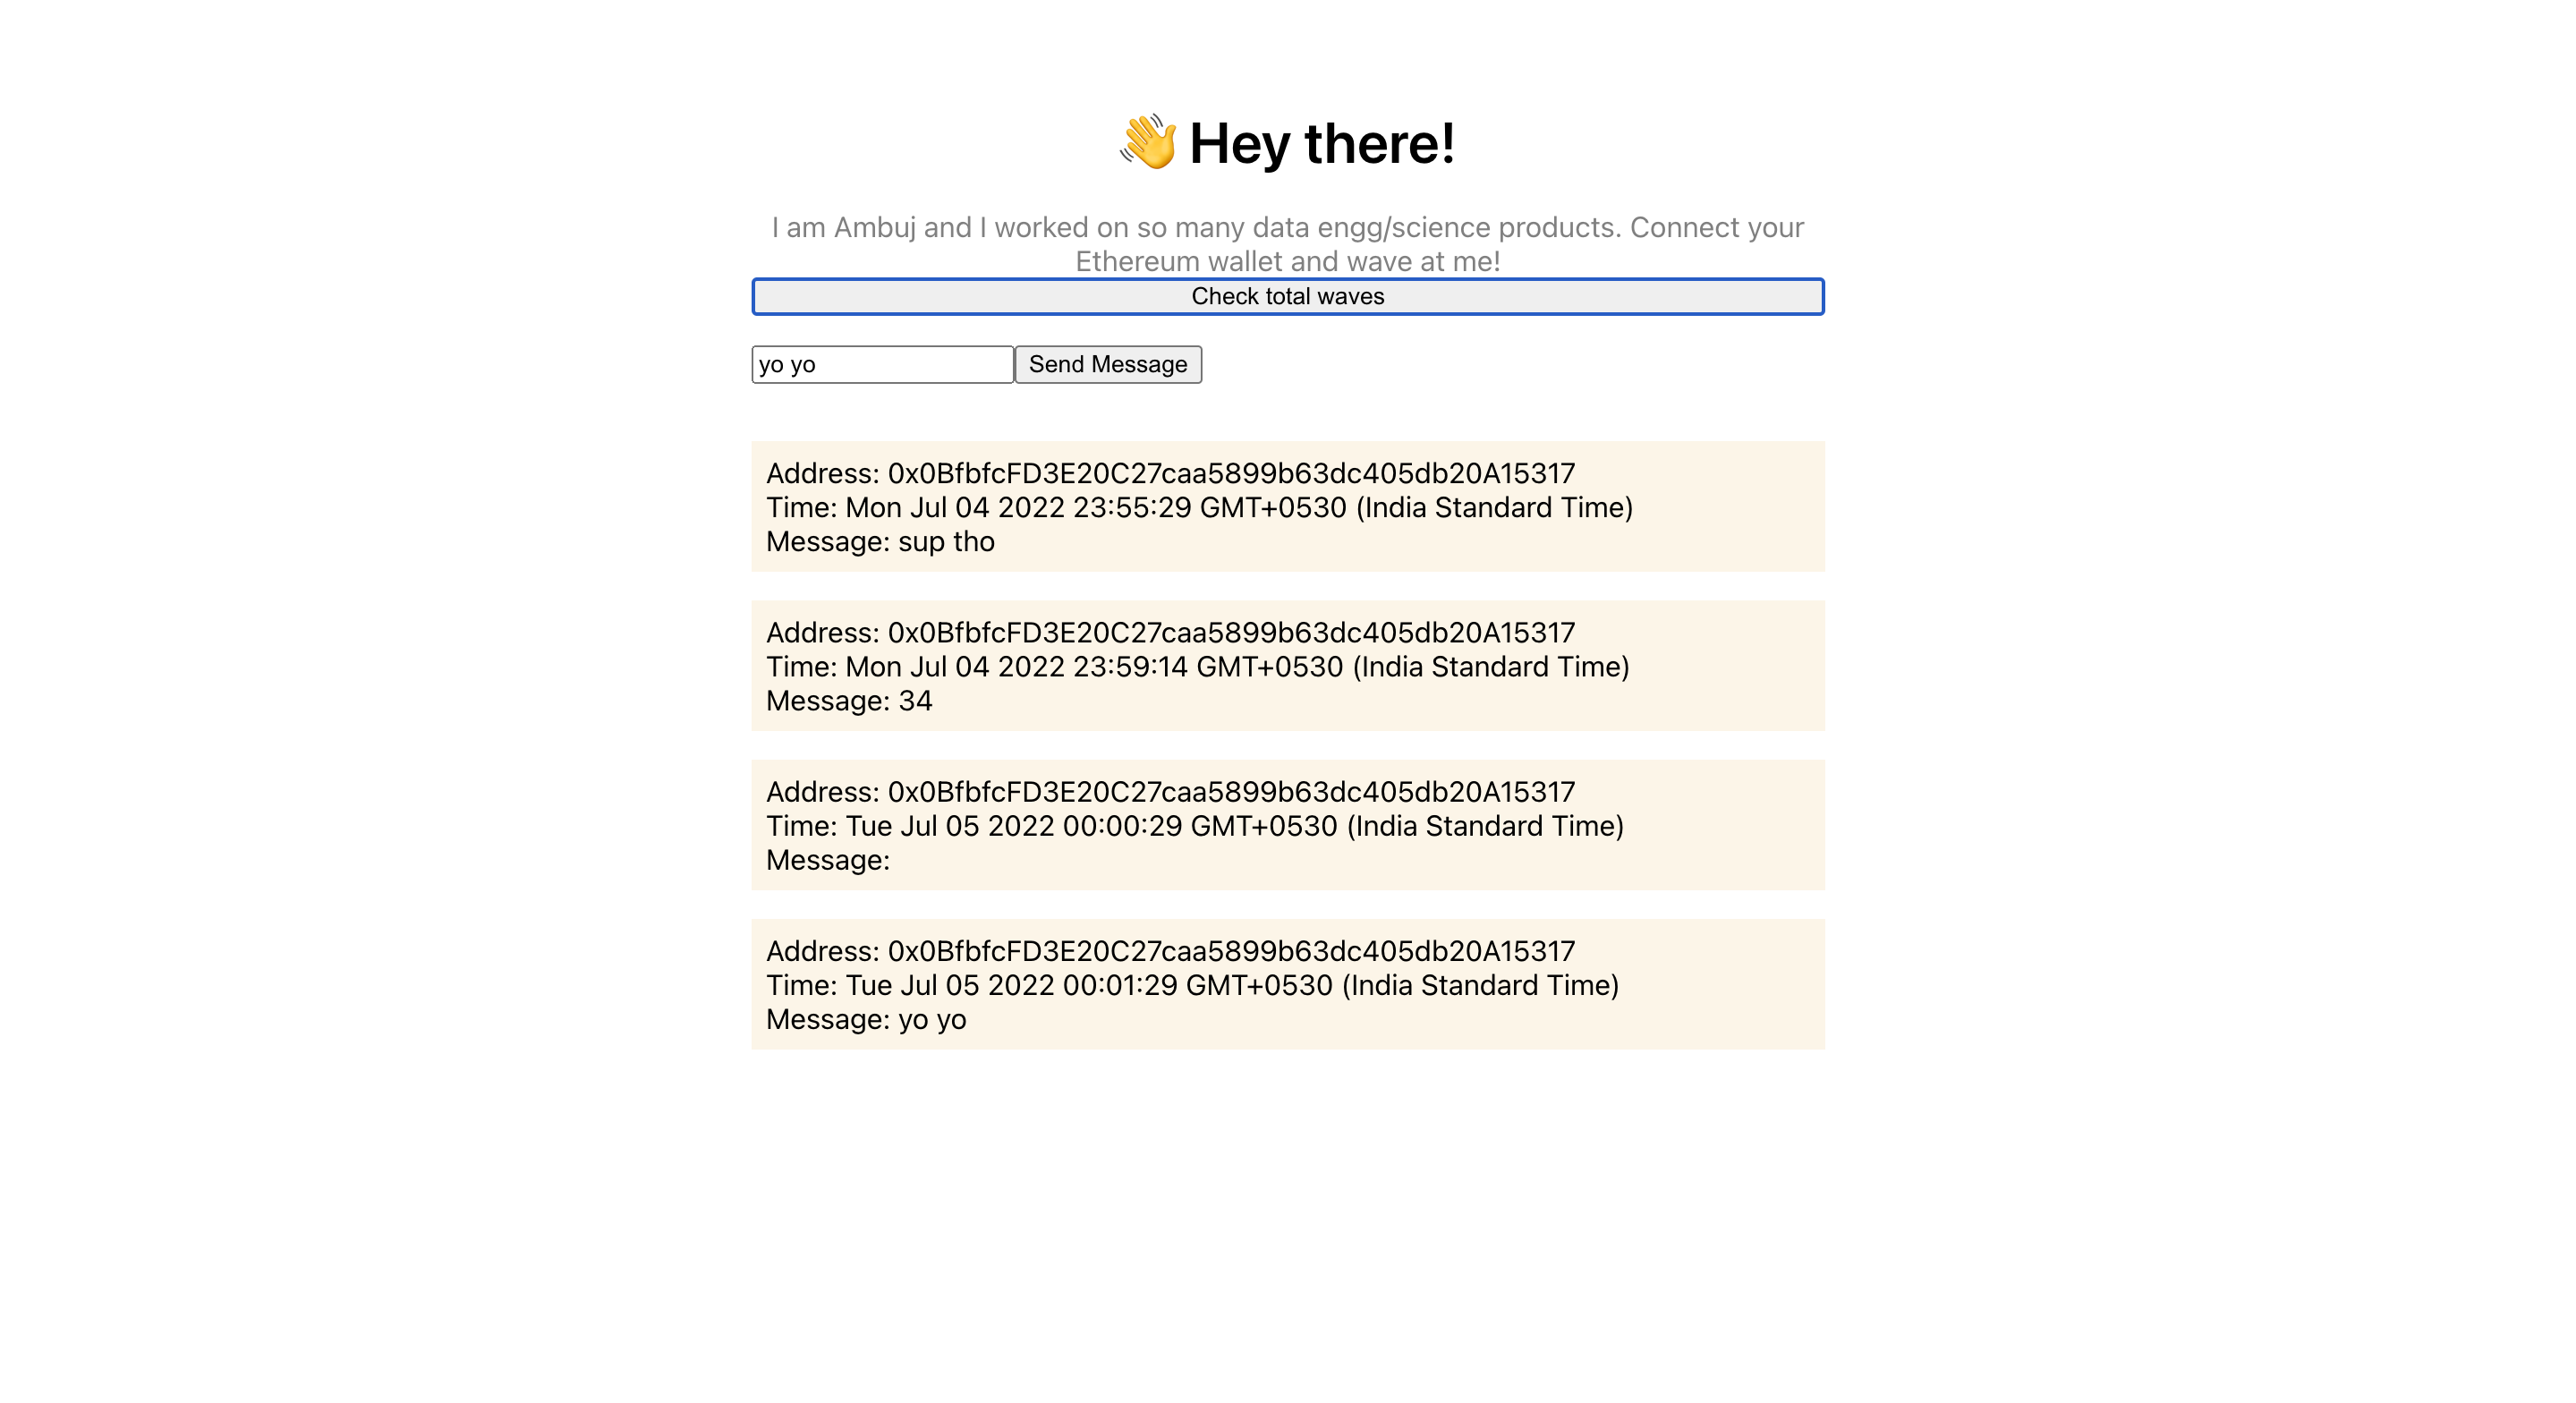 👋 Hey there!
I am Ambuj and I worked on so many data engg/science products. Connect your
Ethereum wallet and wave at me!
Check total waves
yo yo Send Message
Address: 0x0BfbfcFD3E20C27caa5899b63dc405db20A15317
Time: Mon Jul 04 2022 23:55:29 GMT+0530 (India Standard Time)
Message: sup tho
Address: 0x0BfbfcFD3E20C27caa5899b63dc405db20A15317
Time: Mon Jul 04 2022 23:59:14 GMT+0530 (India Standard Time)
Message: 34
Address: 0x0BfbfcFD3E20C27caa5899b63dc405db20A15317
Time: Tue Jul 05 2022 00:00:29 GMT+0530 (India Standard Time)
Message:
Address: 0x0BfbfcFD3E20C27caa5899b63dc405db20A15317
Time: Tue Jul 05 2022 00:01:29 GMT+0530 (India Standard Time)
Message: yo yo